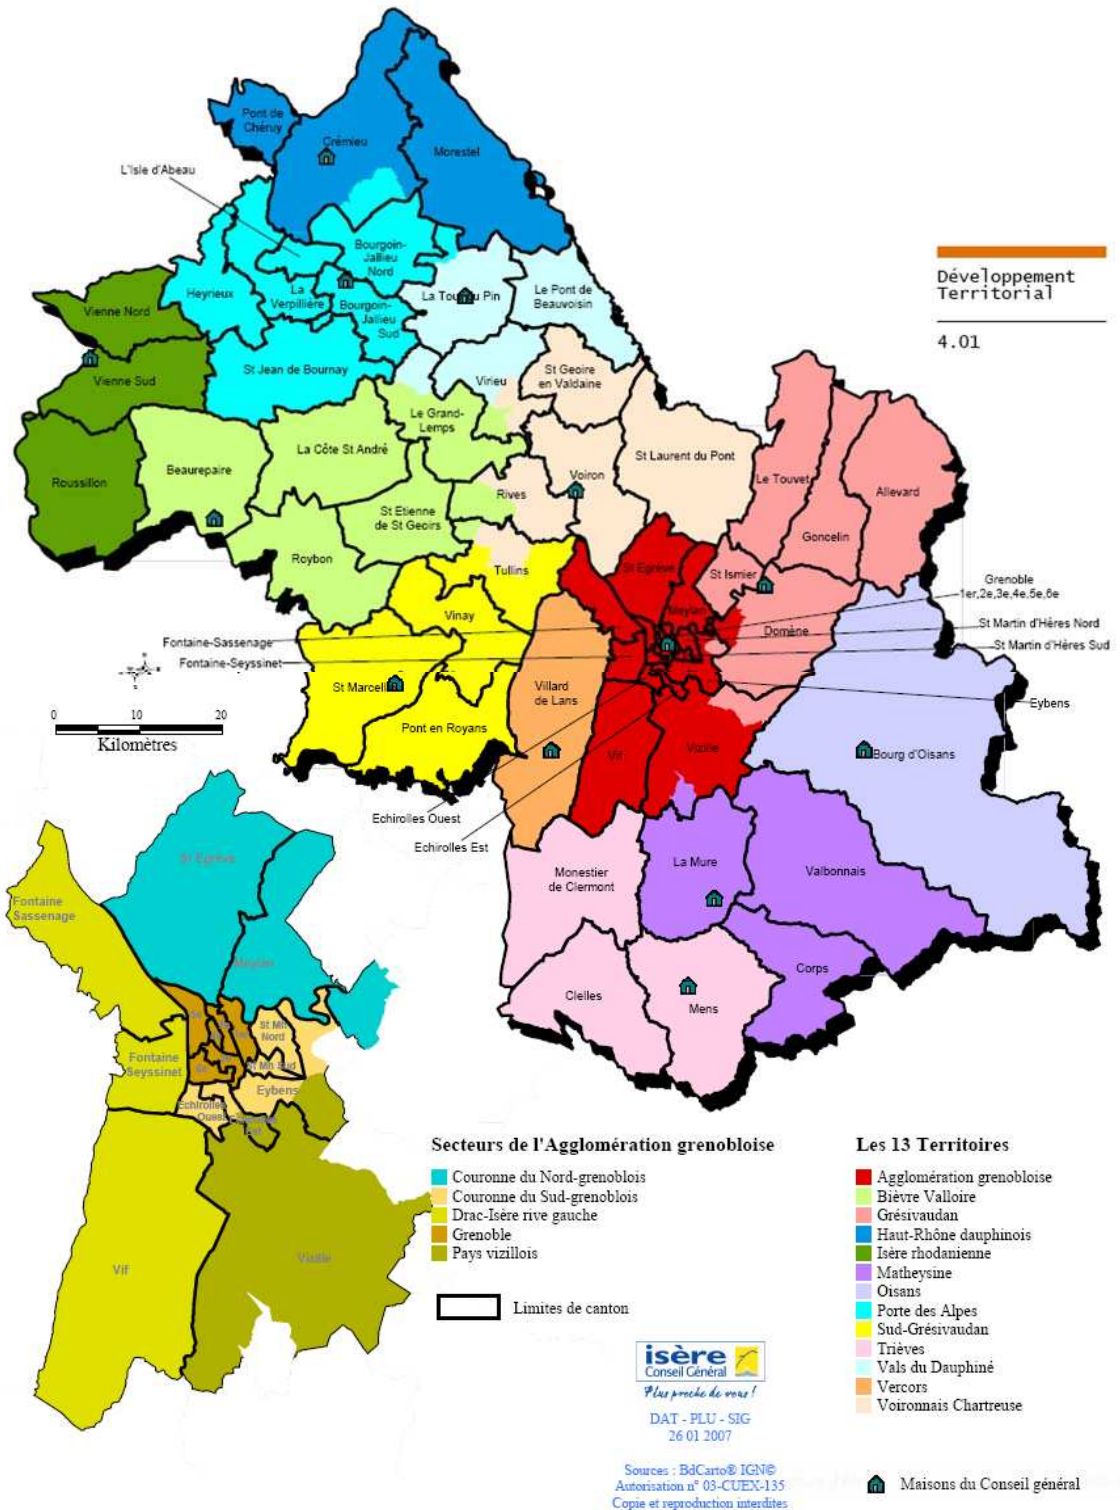 Pont de
Chéruy
Crémieu
Morestel
L'Isle d'Abeau
Bourgoin-
Jallieu
Nord
Développement
Territorial
4.01
Heyrieux
La
Verpillière
Bourgoin-
Jallieu
Sud
La Tour du Pin
Le Pont de
Beauvoisin
Vienne Nord
Vienne Sud
St Jean de Bournay
Virieu
St Geoire
en Valdaine
Le Grand-
Lemps
La Côte St André
Beaurepaire
Roussillon
St Laurent du Pont
Voiron
Rives
Le Touvet
Allevard
Goncelin
St Etienne
de St Geoirs
Roybon
Tullins
St Egrève
St Ismier
Grenoble
1er,2e,3e,4e,5e,6e
Vinay
Meylan
Domène
St Martin d'Hères Nord
St Martin d'Hères Sud
Fontaine-Sassenage
Fontaine-Seyssinet
St Marcellin
Villard
de Lans
Eybens
Pont en Royans
Vif
Vizille
Bourg d'Oisans
0 10 20
Kilomètres
Echirolles Ouest
Echirolles Est
Monestier
de Clermont
La Mure
Valbonnais
Corps
Clelles
Mens
St Egrève
Fontaine
Sassenage
Meylan
5e
St Mh
Nord
Fontaine
Seyssinet
6e
St Mh Sud
Eybens
Echirolles
Ouest
Est
Vif
Vizille
Secteurs de l'Agglomération grenobloise
Couronne du Nord-grenoblois
Couronne du Sud-grenoblois
Drac-Isère rive gauche
Grenoble
Pays vizillois
Limites de canton
Les 13 Territoires
Agglomération grenobloise
Bièvre Valloire
Grésivaudan
Haut-Rhône dauphinois
Isère rhodanienne
Matheysine
Oisans
Porte des Alpes
Sud-Grésivaudan
Trièves
Vals du Dauphiné
Vercors
Voironnais Chartreuse
isère
Conseil Général
Plus proche de vous !
DAT - PLU - SIG
26 01 2007
Sources : BdCarto® IGN©
Autorisation n° 03-CUEX-135
Copie et reproduction interdites
Maisons du Conseil général